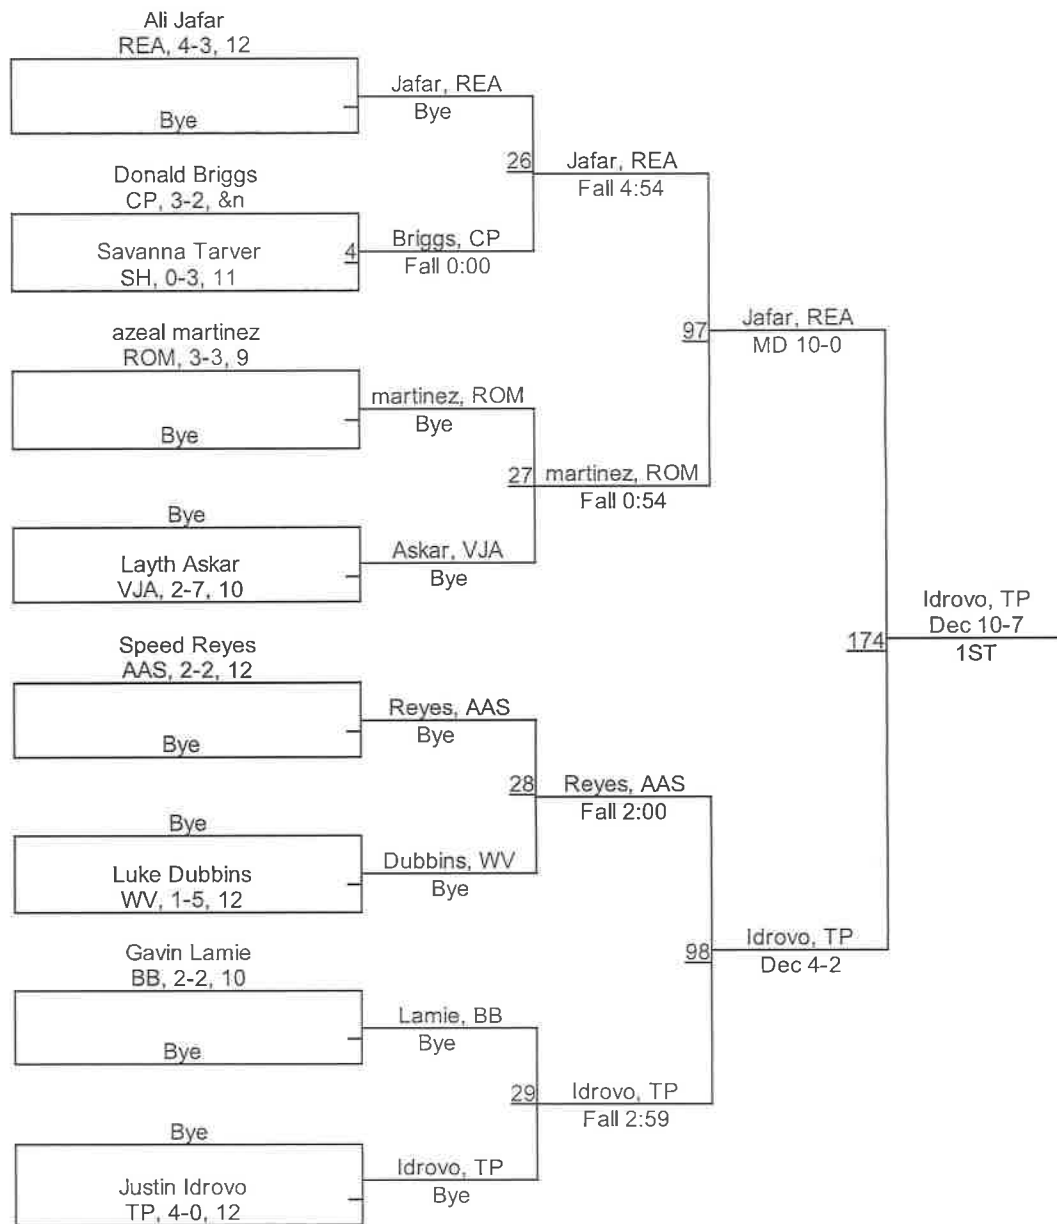 Ali Jafar
REA, 4-3, 12
Bye
Jafar, REA
Bye
Donald Briggs
CP, 3-2, &n
Savanna Tarver
SH, 0-3, 11
4
Briggs, CP
Fall 0:00
26
Jafar, REA
Fall 4:54
azeal martinez
ROM, 3-3, 9
Bye
martinez, ROM
Bye
Bye
Layth Askar
VJA, 2-7, 10
Askar, VJA
Bye
27
martinez, ROM
Fall 0:54
97
Jafar, REA
MD 10-0
Speed Reyes
AAS, 2-2, 12
Bye
Reyes, AAS
Bye
Bye
Luke Dubbins
WV, 1-5, 12
Dubbins, WV
Bye
28
Reyes, AAS
Fall 2:00
Gavin Lamie
BB, 2-2, 10
Bye
Lamie, BB
Bye
Bye
Justin Idrovo
TP, 4-0, 12
Idrovo, TP
Bye
29
Idrovo, TP
Fall 2:59
98
Idrovo, TP
Dec 4-2
174
Idrovo, TP
Dec 10-7
1ST